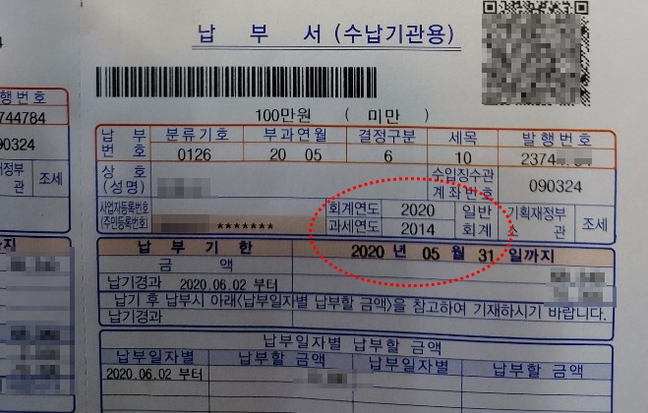 납 부 서 (수납기관용)
100만원 ( 미만 )
행번호
744784
90324
재정부
관
조세
납 부
번 호
분류기호 부과연월 결정구분 세목 발행번호
0126 20 05 6 10 2374
상 호
(성명)
수입징수관
계좌번호
090324
사업자등록번호
(주민등록번호)
*******
회계연도 2020 일반
과세연도 2014 회계
기획재정부
소 관
조세
납 부 기 한 2020 년 05 월 31 일까지
금 액
납기경과 2020.06.02 부터
납기 후 납부시 아래<납부일자별 납부할 금액>을 참고하여 기재하시기 바랍니다.
납기경과
납부일자별 납부할 금액
납부일자별 납부할 금액 납부일자별 납부할 금액
2020.06.02 부터